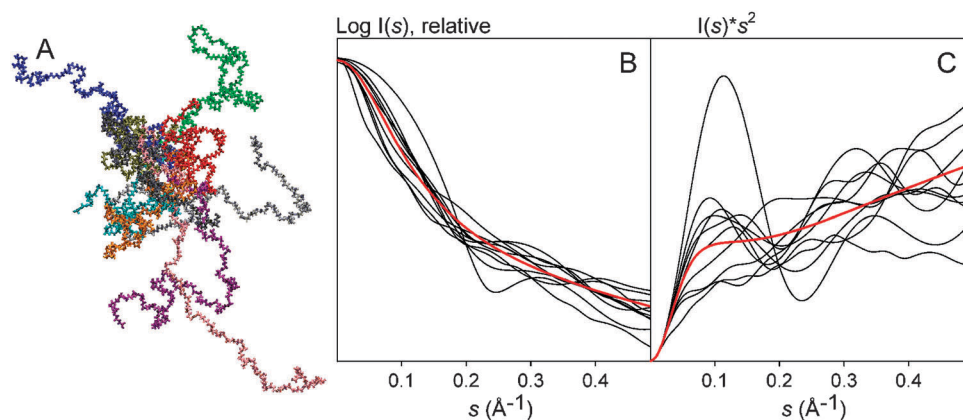 A
Log I(s), relative
B
0.1 0.2 0.3 0.4
s (Å-1)
I(s)*s2
C
0.1 0.2 0.3 0.4
s (Å-1)